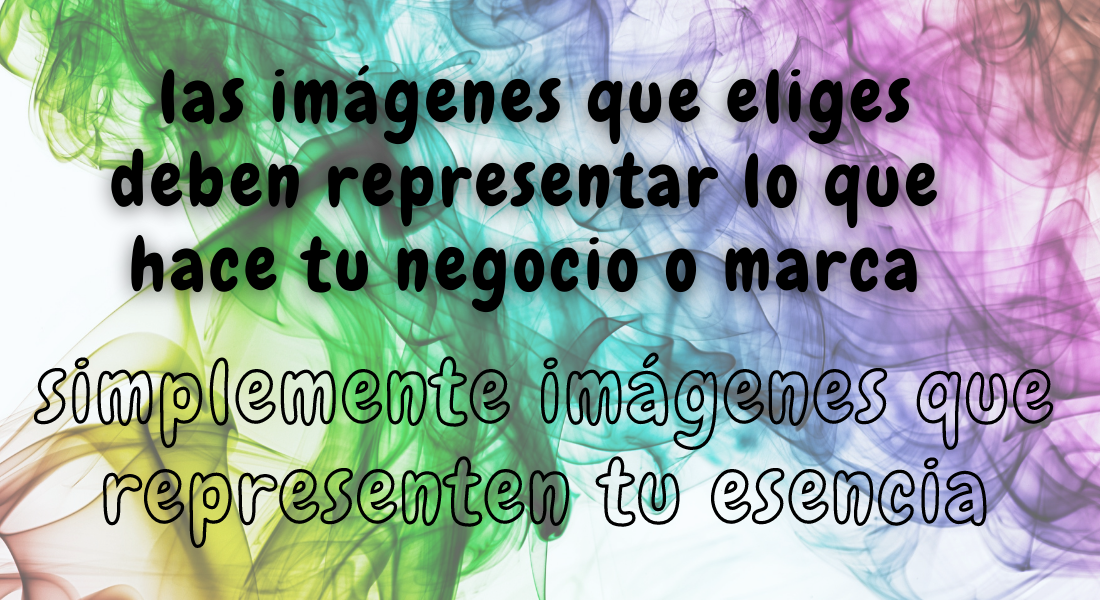 las imágenes que eliges
deben representar lo que
hace tu negocio o marca
simplemente imágenes que
representen tu esencia